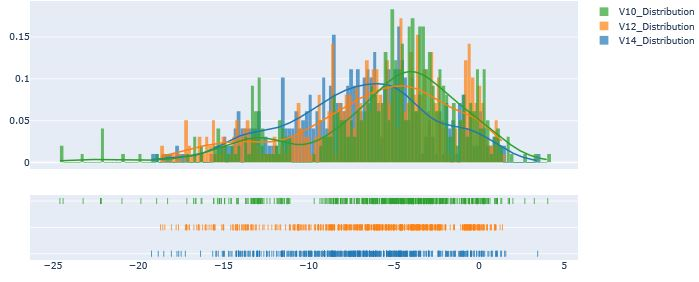 V10_Distribution
V12_Distribution
V14_Distribution
0.15
0.1
0.05
0
−25 −20 −15 −10 −5 0 5